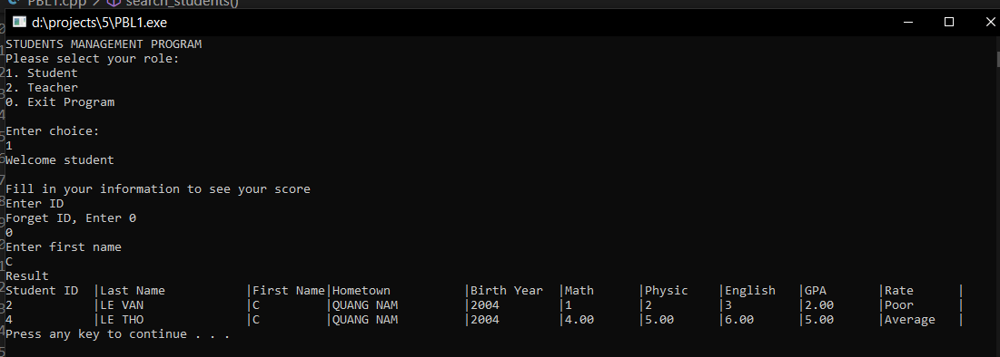 PBL1.cpp > search_students()
d:\projects\5\PBL1.exe
STUDENTS MANAGEMENT PROGRAM
Please select your role:
1. Student
2. Teacher
0. Exit Program
Enter choice:
1
Welcome student
Fill in your information to see your score
Enter ID
Forget ID, Enter 0
0
Enter first name
C
Result
Student ID |Last Name |First Name|Hometown |Birth Year |Math |Physic |English |GPA |Rate |
2 |LE VAN |C |QUANG NAM |2004 |1 |2 |3 |2.00 |Poor |
4 |LE THO |C |QUANG NAM |2004 |4.00 |5.00 |6.00 |5.00 |Average |
Press any key to continue . . .